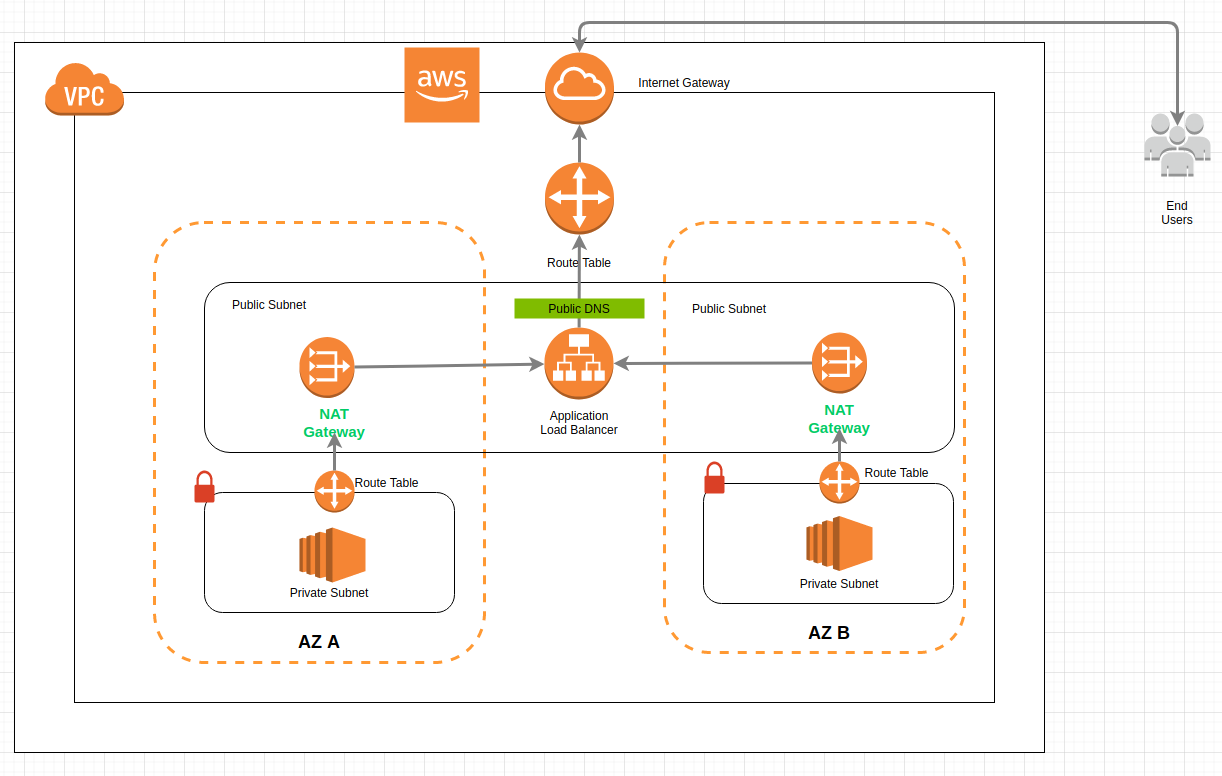 aws
VPC
Internet Gateway
End
Users
Route Table
Public Subnet
Public DNS
Public Subnet
NAT
Gateway
Application
Load Balancer
NAT
Gateway
Route Table
Route Table
Private Subnet
Private Subnet
AZ A
AZ B